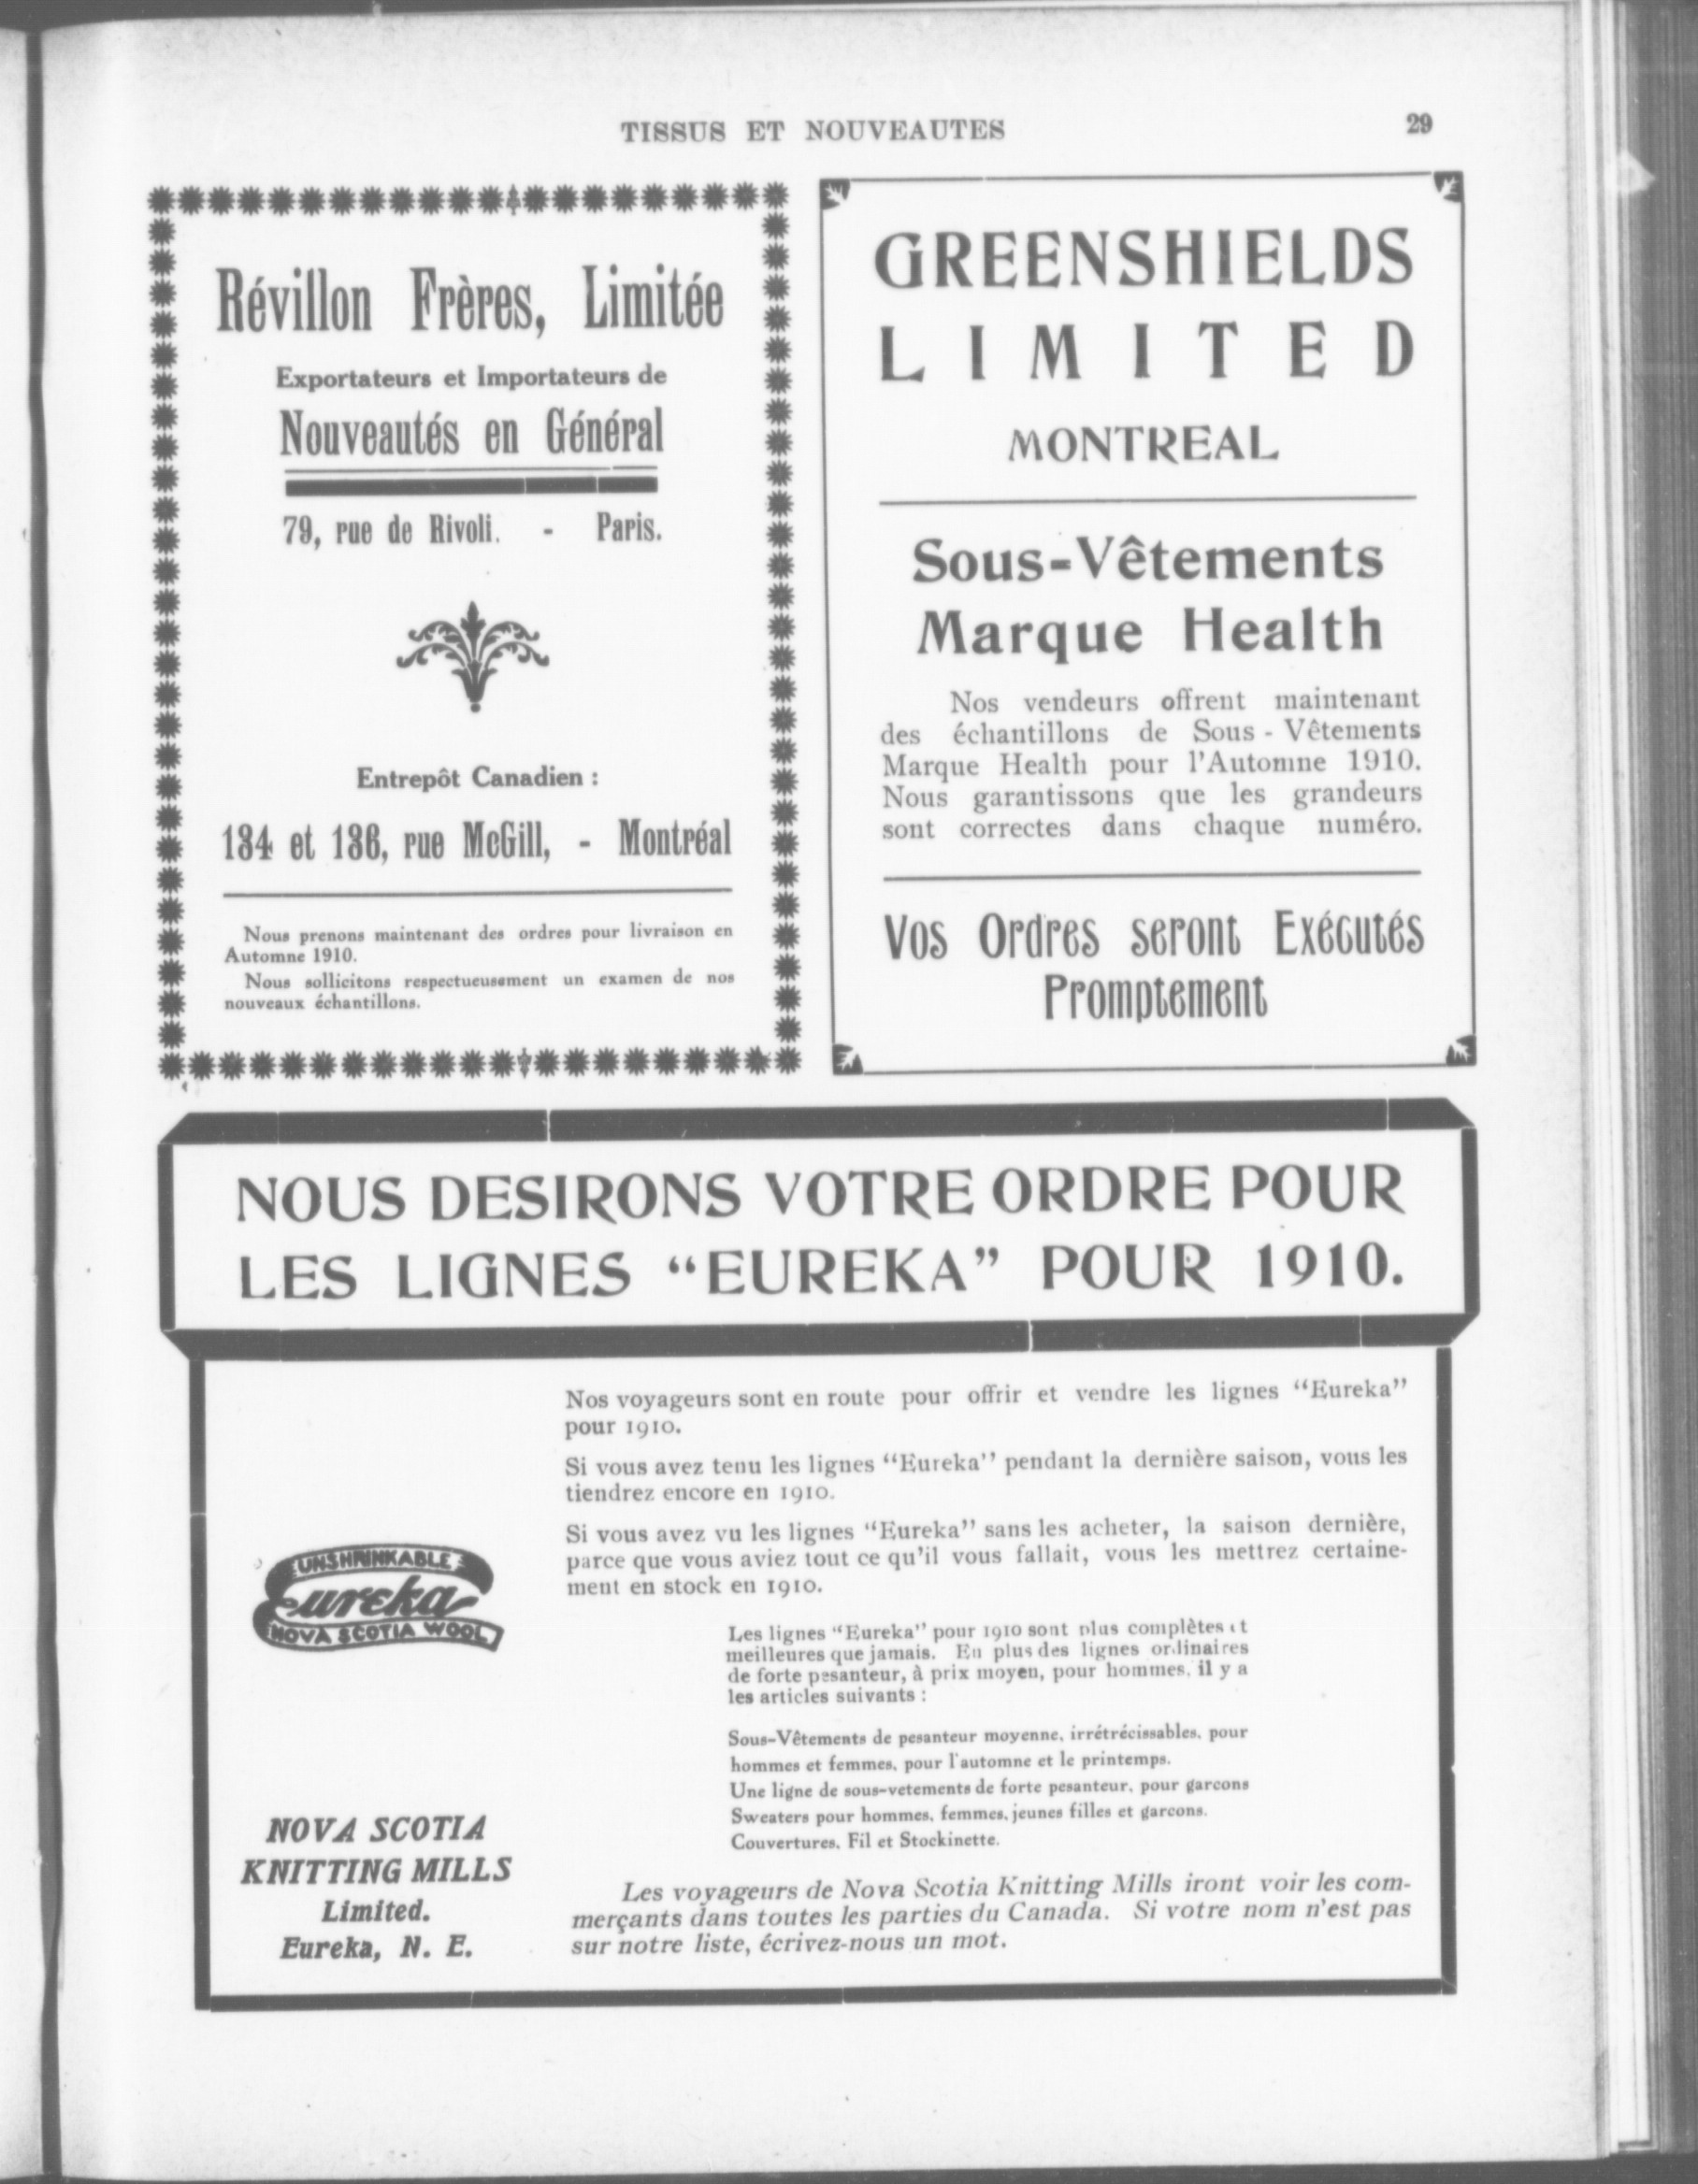 TISSUS ET NOUVEAUTES
29
Révillon Frères, Limitée
Exportateurs et Importateurs de
Nouveautés en Général
79, rue de Rivoli. - Paris.
Entrepôt Canadien :
134 et 136, rue McGill, - Montréal
Nous prenons maintenant des ordres pour livraison en
Automne 1910.
Nous sollicitons respectueusement un examen de nos
nouveaux échantillons.
GREENSHIELDS
LIMITED
MONTREAL
Sous-Vêtements
Marque Health
Nos vendeurs offrent maintenant
des échantillons de Sous - Vêtements
Marque Health pour l'Automne 1910.
Nous garantissons que les grandeurs
sont correctes dans chaque numéro.
Vos Ordres seront Exécutés
Promptement
NOUS DESIRONS VOTRE ORDRE POUR
LES LIGNES "EUREKA" POUR 1910.
Nos voyageurs sont en route pour offrir et vendre les lignes "Eureka"
pour 1910.
Si vous avez tenu les lignes "Eureka" pendant la dernière saison, vous les
tiendrez encore en 1910.
Si vous avez vu les lignes "Eureka" sans les acheter, la saison dernière,
parce que vous aviez tout ce qu'il vous fallait, vous les mettrez certaine-
ment en stock en 1910.
UNSHRINKABLE
Eureka
NOVA SCOTIA WOOL
Les lignes "Eureka" pour 1910 sont plus complètes et
meilleures que jamais. En plus des lignes ordinaires
de forte pesanteur, à prix moyen, pour hommes, il y a
les articles suivants :
Sous-Vêtements de pesanteur moyenne, irrétrécissables, pour
hommes et femmes, pour l'automne et le printemps.
Une ligne de sous-vetements de forte pesanteur, pour garcons
Sweaters pour hommes, femmes, jeunes filles et garcons.
Couvertures, Fil et Stockinette.
NOVA SCOTIA
KNITTING MILLS
Limited.
Eureka, N. E.
Les voyageurs de Nova Scotia Knitting Mills iront voir les com-
merçants dans toutes les parties du Canada. Si votre nom n'est pas
sur notre liste, écrivez-nous un mot.